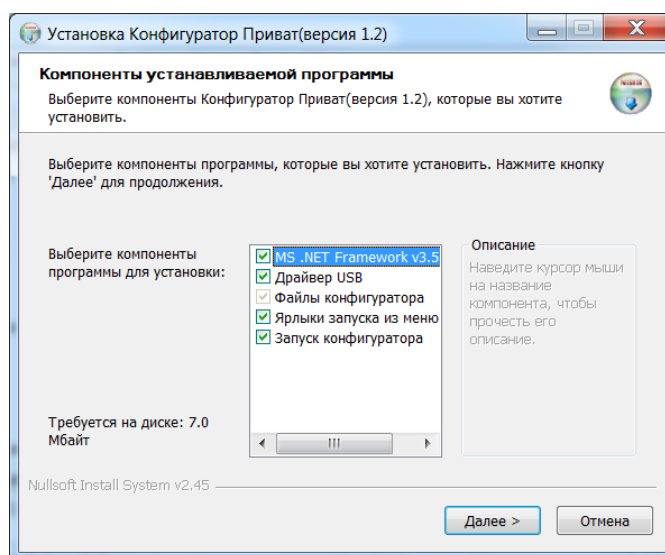 Установка Конфигуратор Приват(версия 1.2)
Компоненты устанавливаемой программы
Выберите компоненты Конфигуратор Приват(версия 1.2), которые вы хотите
установить.
Выберите компоненты программы, которые вы хотите установить. Нажмите кнопку
'Далее' для продолжения.
Выберите компоненты
программы для установки:
MS .NET Framework v3.5
Драйвер USB
Файлы конфигуратора
Ярлыки запуска из меню
Запуск конфигуратора
Описание
Наведите курсор мыши
на название
компонента, чтобы
прочесть его
описание.
Требуется на диске: 7.0
Мбайт
Nullsoft Install System v2.45
Далее >
Отмена